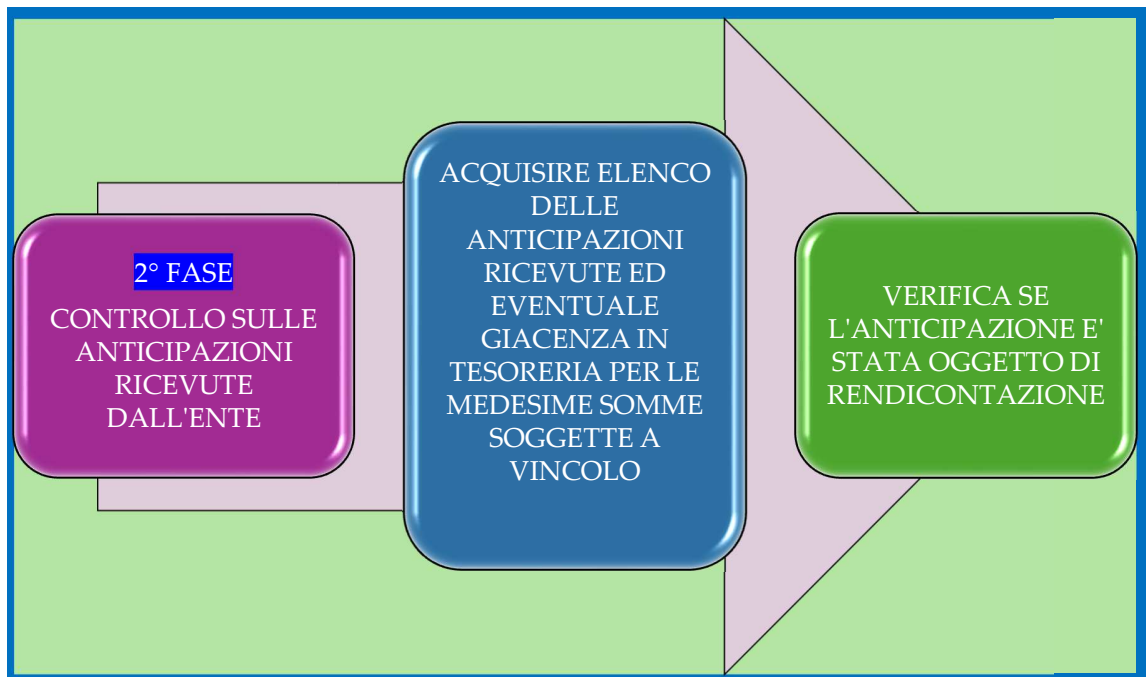 2° FASE
CONTROLLO SULLE
ANTICIPAZIONI
RICEVUTE
DALL'ENTE
ACQUISIRE ELENCO
DELLE
ANTICIPAZIONI
RICEVUTE ED
EVENTUALE
GIACENZA IN
TESORERIA PER LE
MEDESIME SOMME
SOGGETTE A
VINCOLO
VERIFICA SE
L'ANTICIPAZIONE E'
STATA OGGETTO DI
RENDICONTAZIONE